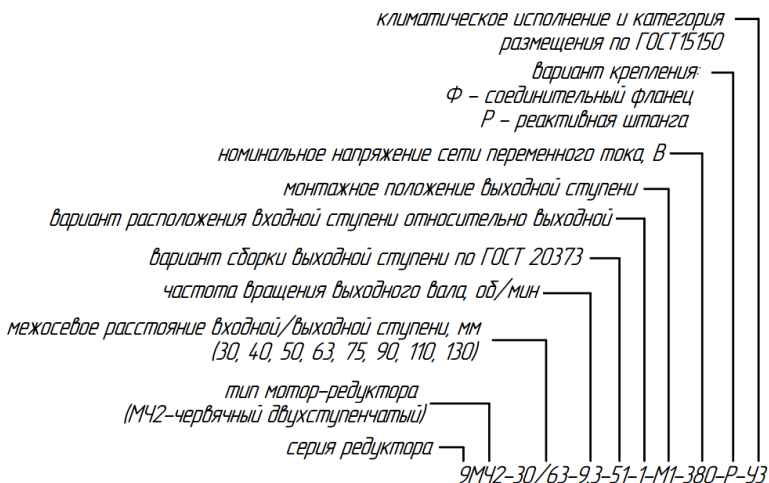 климатическое исполнение и категория
размещения по ГОСТ15150
вариант крепления:
Ф – соединительный фланец
Р – реактивная штанга
номинальное напряжение сети переменного тока, В
монтажное положение выходной ступени
вариант расположения входной ступени относительно выходной
вариант сборки выходной ступени по ГОСТ 20373
частота вращения выходного вала, об/мин
межосевое расстояние входной/выходной ступени, мм
(30, 40, 50, 63, 75, 90, 110, 130)
тип мотор-редуктора
(МЧ2-червячный двухступенчатый)
серия редуктора
9МЧ2-30/63-9,3-51-1-М1-380-Р-У3